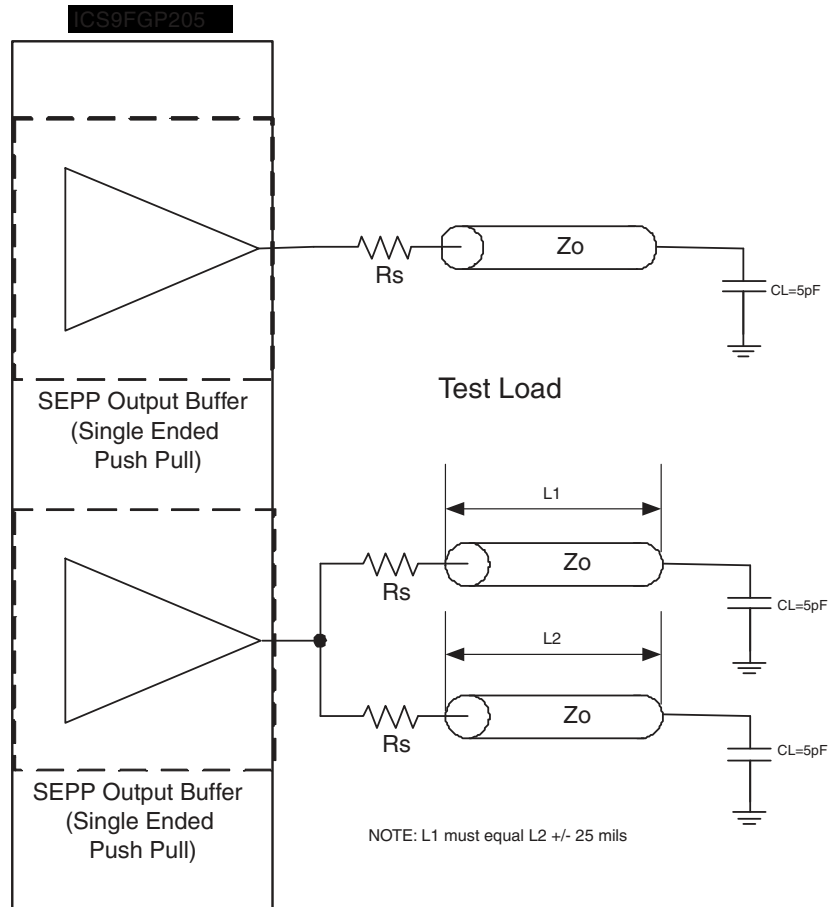 ICS9FGP205
Rs
Zo
CL=5pF
SEPP Output Buffer
(Single Ended
Push Pull)
Test Load
L1
Rs
Zo
CL=5pF
L2
Rs
Zo
CL=5pF
SEPP Output Buffer
(Single Ended
Push Pull)
NOTE: L1 must equal L2 +/- 25 mils